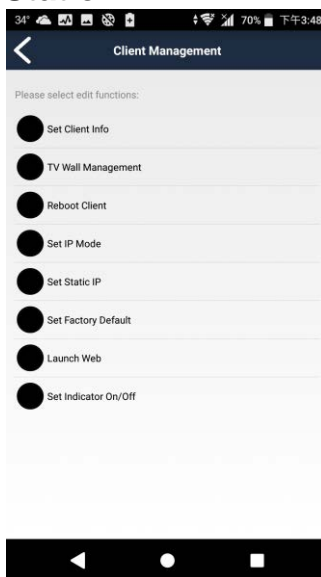 34° 70% 下午3:48
Client Management
Please select edit functions:
Set Client Info
TV Wall Management
Reboot Client
Set IP Mode
Set Static IP
Set Factory Default
Launch Web
Set Indicator On/Off